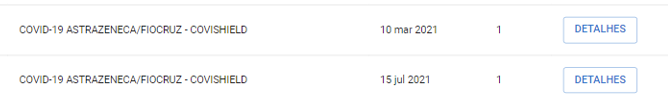 COVID-19 ASTRAZENECA/FIOCRUZ - COVISHIELD 10 mar 2021 1 DETALHES
COVID-19 ASTRAZENECA/FIOCRUZ - COVISHIELD 15 jul 2021 1 DETALHES